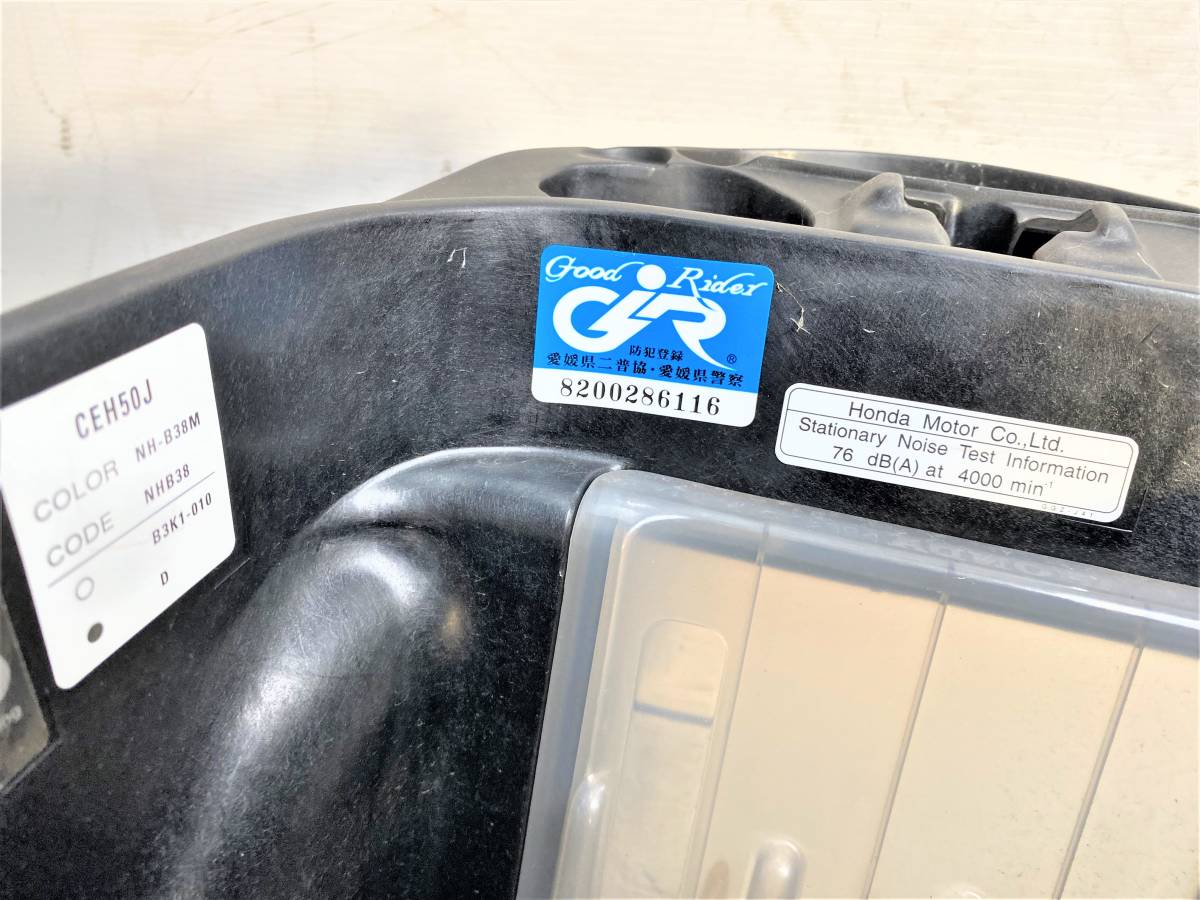 CEH50J
COLOR NH-B38M
CODE NHB38
B3K1-010
D
Good Rider
GR
®
防犯登録
愛媛県二普協・愛媛県警察
8200286116
Honda Motor Co.,Ltd.
Stationary Noise Test Information
76 dB(A) at 4000 min-1